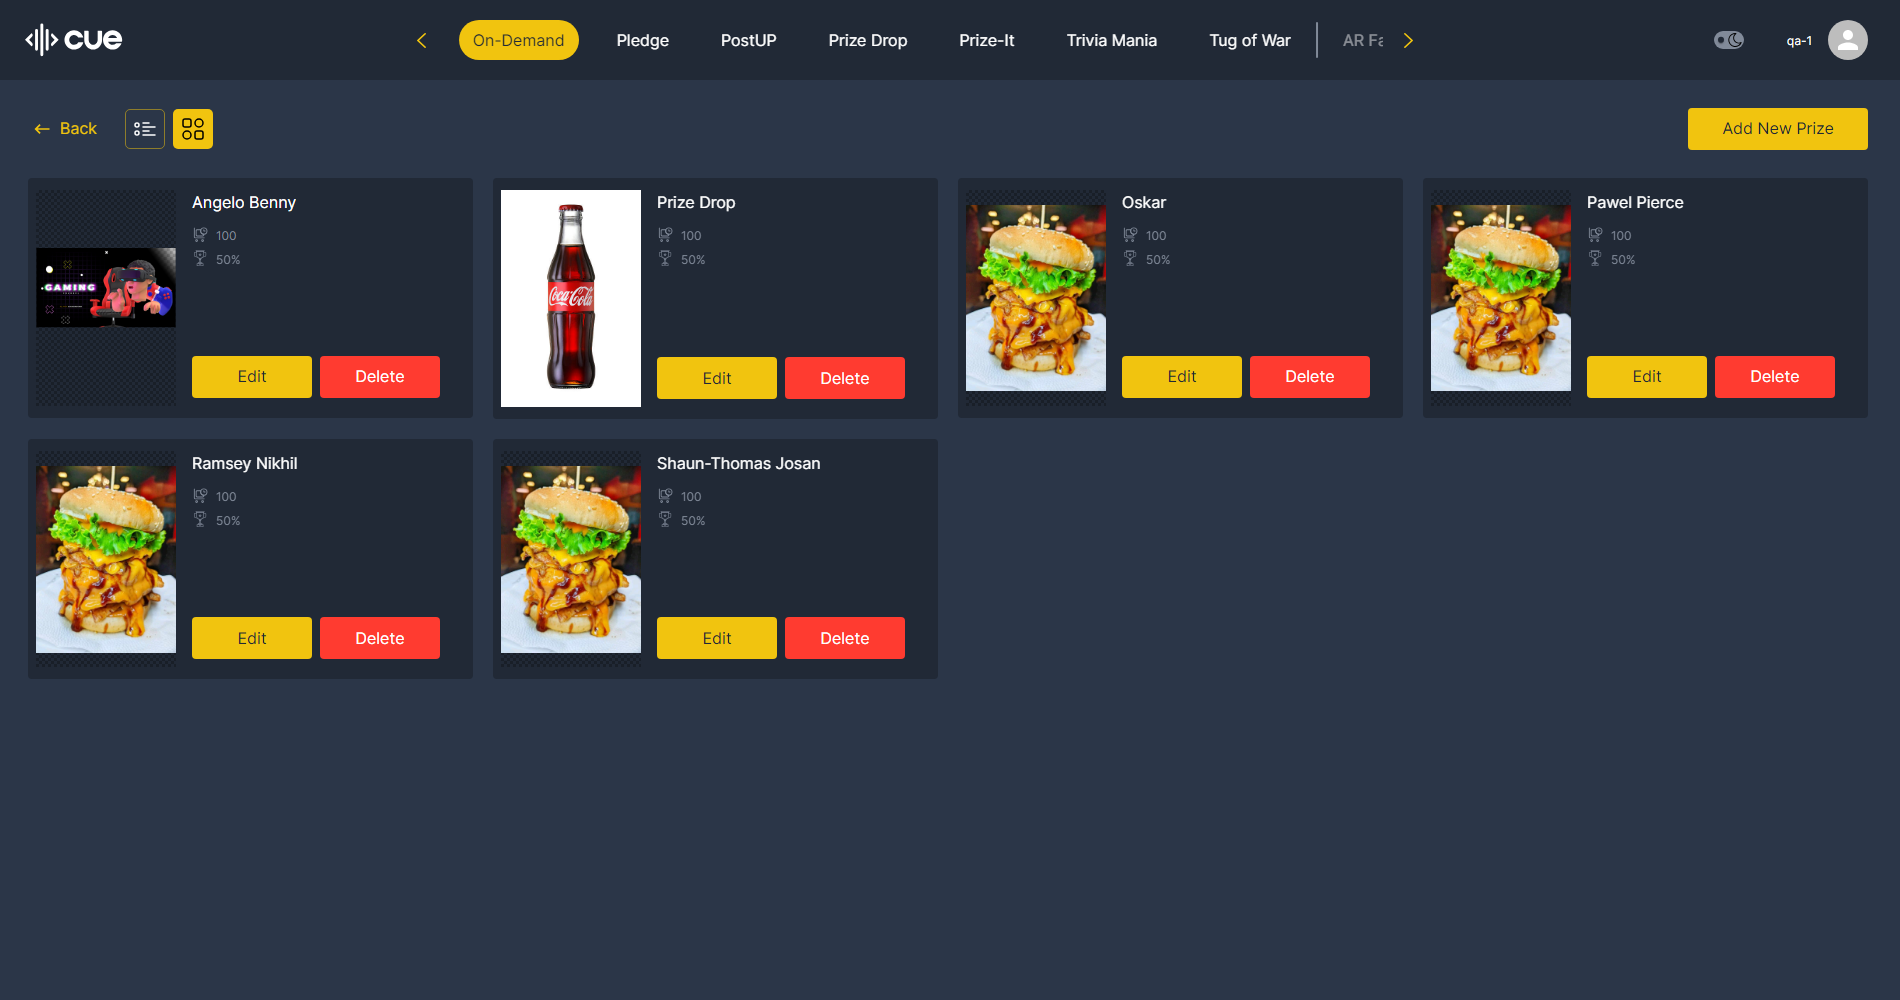 cue
On-Demand
Pledge
PostUP
Prize Drop
Prize-It
Trivia Mania
Tug of War
AR Fa
qa-1
Back
Add New Prize
Angelo Benny
100
50%
GAMING
Edit
Delete
Prize Drop
100
50%
Coca-Cola
Edit
Delete
Oskar
100
50%
Edit
Delete
Pawel Pierce
100
50%
Edit
Delete
Ramsey Nikhil
100
50%
Edit
Delete
Shaun-Thomas Josan
100
50%
Edit
Delete